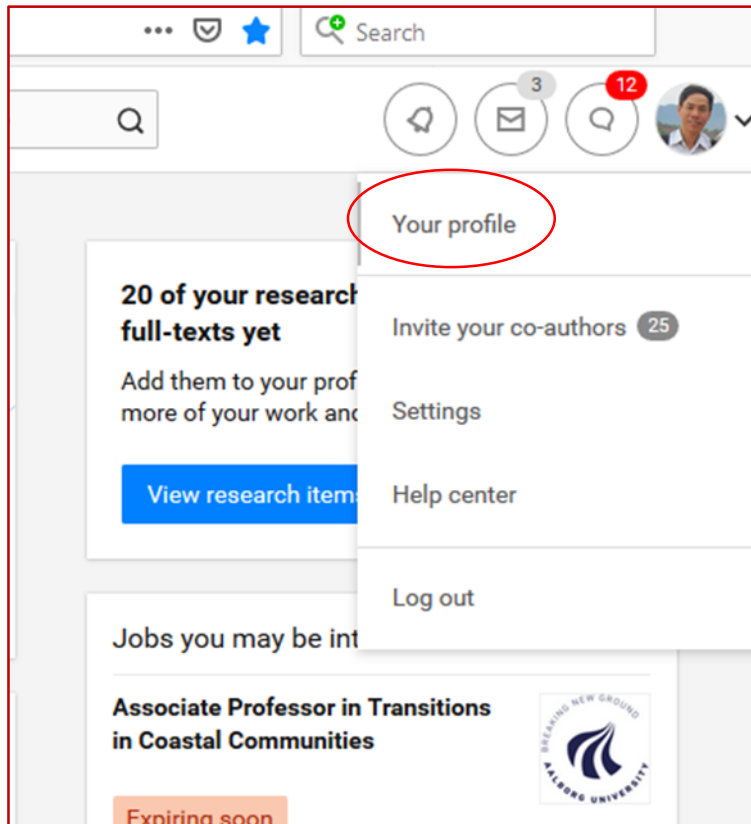 Search
3
12
Your profile
20 of your research
full-texts yet
Invite your co-authors 25
Add them to your prof
more of your work and
Settings
View research items
Help center
Log out
Jobs you may be int
Associate Professor in Transitions
in Coastal Communities
BREAKING NEW GROUND
AALBORG UNIVERSITY
Expiring soon